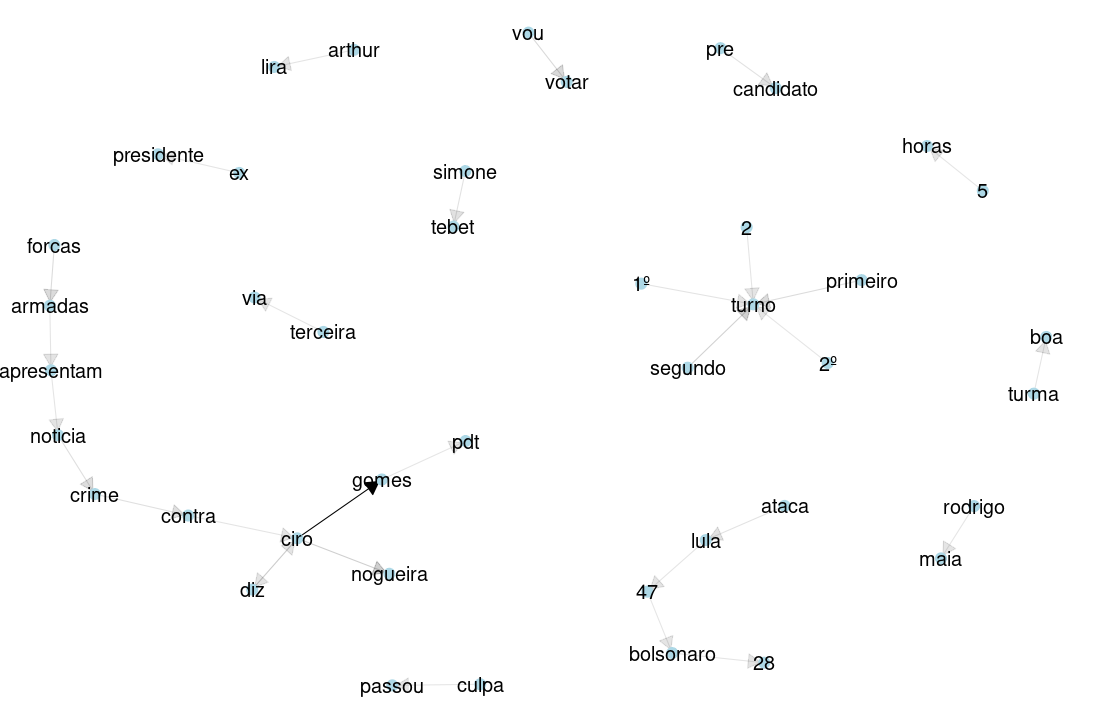 vou
arthur
pre
lira
votar
candidato
horas
presidente
ex
simone
5
tebet
2
forcas
1º
primeiro
via
armadas
turno
terceira
boa
segundo
2º
apresentam
turma
noticia
pdt
gomes
crime
ataca
rodrigo
contra
ciro
lula
maia
nogueira
diz
47
bolsonaro
28
passou
culpa